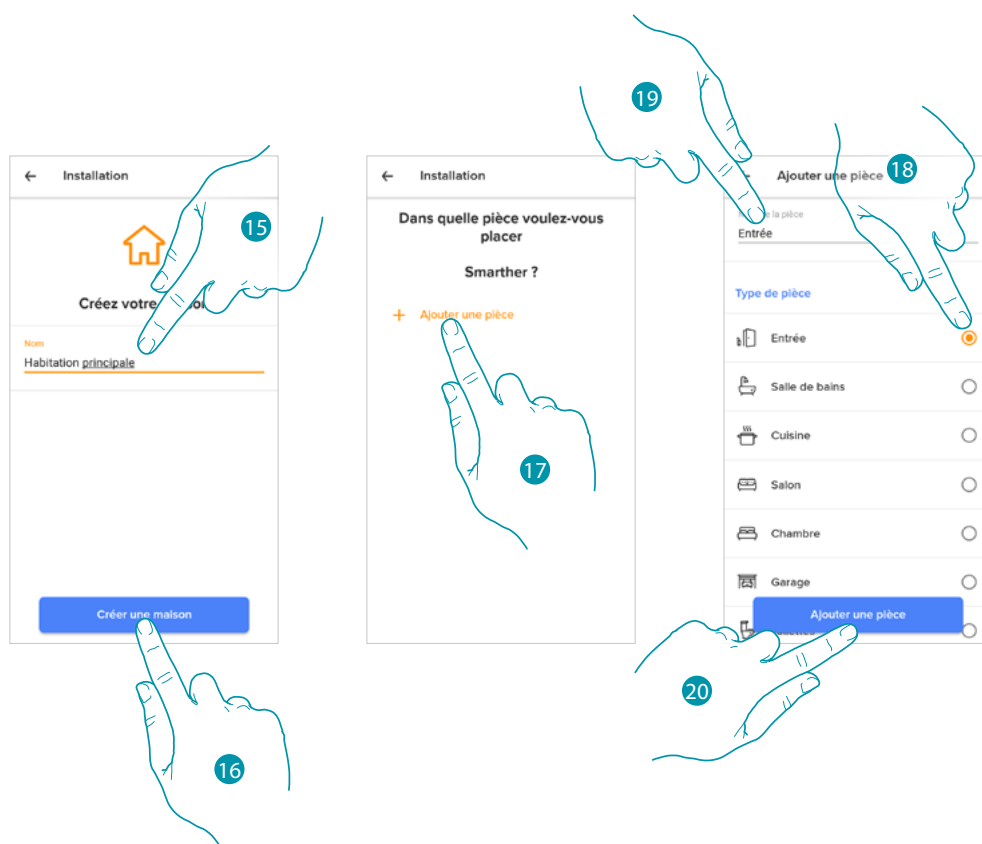 19
← Installation
15
Créez votre
Nom
Habitation principale
Créer une maison
16
← Installation
Dans quelle pièce voulez-vous
placer
Smarther ?
+ Ajouter une pièce
17
Ajouter une pièce
18
la pièce
Entrée
Type de pièce
Entrée
Salle de bains
Cuisine
Salon
Chambre
Garage
Ajouter une pièce
20